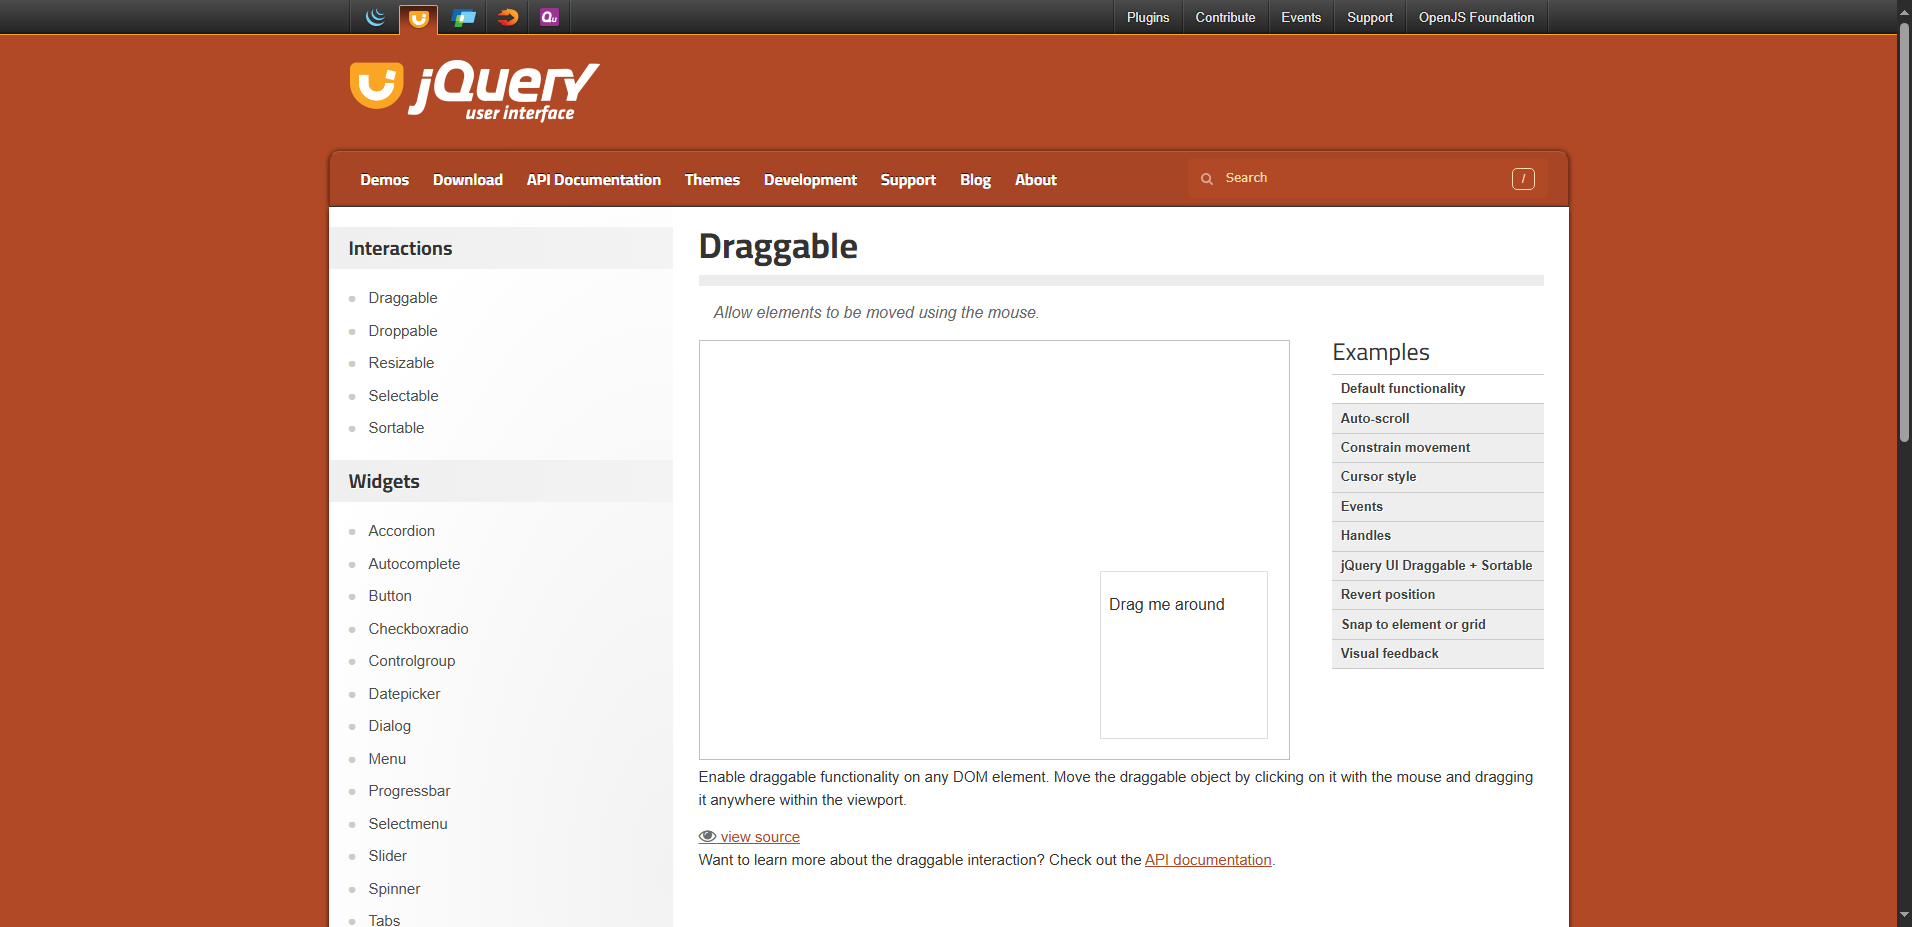 Qu
Plugins
Contribute
Events
Support
OpenJS Foundation
jQuery
user interface
Demos
Download
API Documentation
Themes
Development
Support
Blog
About
Search
/
Interactions
Draggable
Droppable
Resizable
Selectable
Sortable
Widgets
Accordion
Autocomplete
Button
Checkboxradio
Controlgroup
Datepicker
Dialog
Menu
Progressbar
Selectmenu
Slider
Spinner
Tabs
Draggable
Allow elements to be moved using the mouse.
Drag me around
Examples
Default functionality
Auto-scroll
Constrain movement
Cursor style
Events
Handles
jQuery UI Draggable + Sortable
Revert position
Snap to element or grid
Visual feedback
Enable draggable functionality on any DOM element. Move the draggable object by clicking on it with the mouse and dragging
it anywhere within the viewport.
view source
Want to learn more about the draggable interaction? Check out the API documentation.